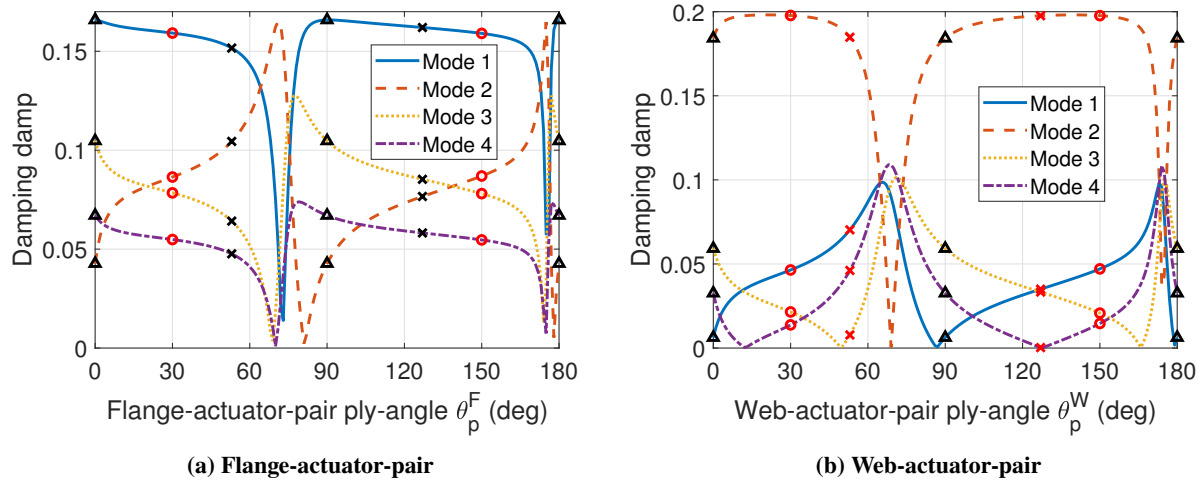 0.15
0.1
0.05
0
Damping damp
Mode 1
Mode 2
Mode 3
Mode 4
0 30 60 90 120 150 180
Flange-actuator-pair ply-angle θ_p^F (deg)
(a) Flange-actuator-pair
0.2
0.15
0.1
0.05
0
Damping damp
Mode 1
Mode 2
Mode 3
Mode 4
0 30 60 90 120 150 180
Web-actuator-pair ply-angle θ_p^W (deg)
(b) Web-actuator-pair